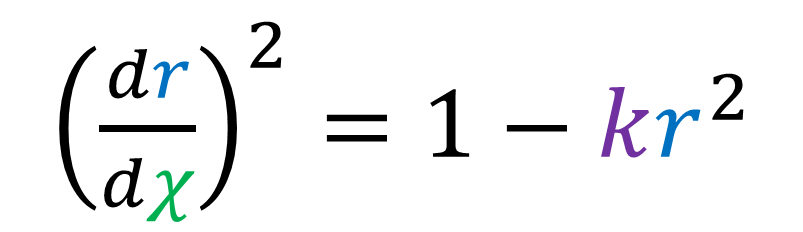 (dr/dχ)² = 1 − kr²